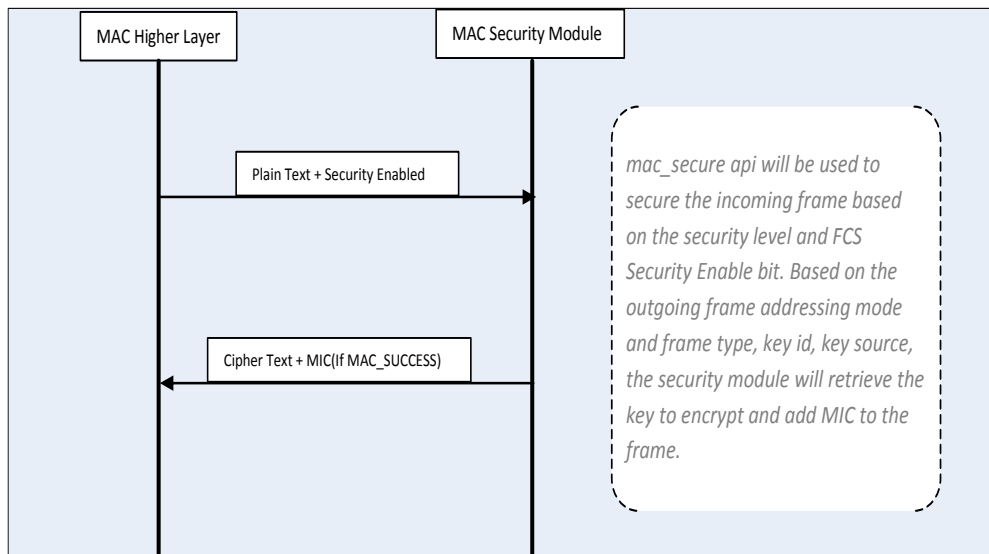 MAC Higher Layer
MAC Security Module
Plain Text + Security Enabled
Cipher Text + MIC(If MAC_SUCCESS)
mac_secure api will be used to
secure the incoming frame based
on the security level and FCS
Security Enable bit. Based on the
outgoing frame addressing mode
and frame type, key id, key source,
the security module will retrieve the
key to encrypt and add MIC to the
frame.